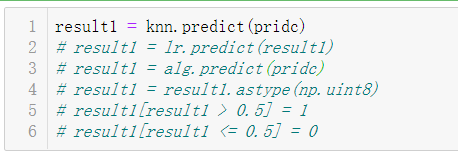 1 result1 = knn.predict(pridc)
2 # result1 = lr.predict(result1)
3 # result1 = alg.predict(pridc)
4 # result1 = result1.astype(np.uint8)
5 # result1[result1 > 0.5] = 1
6 # result1[result1 <= 0.5] = 0